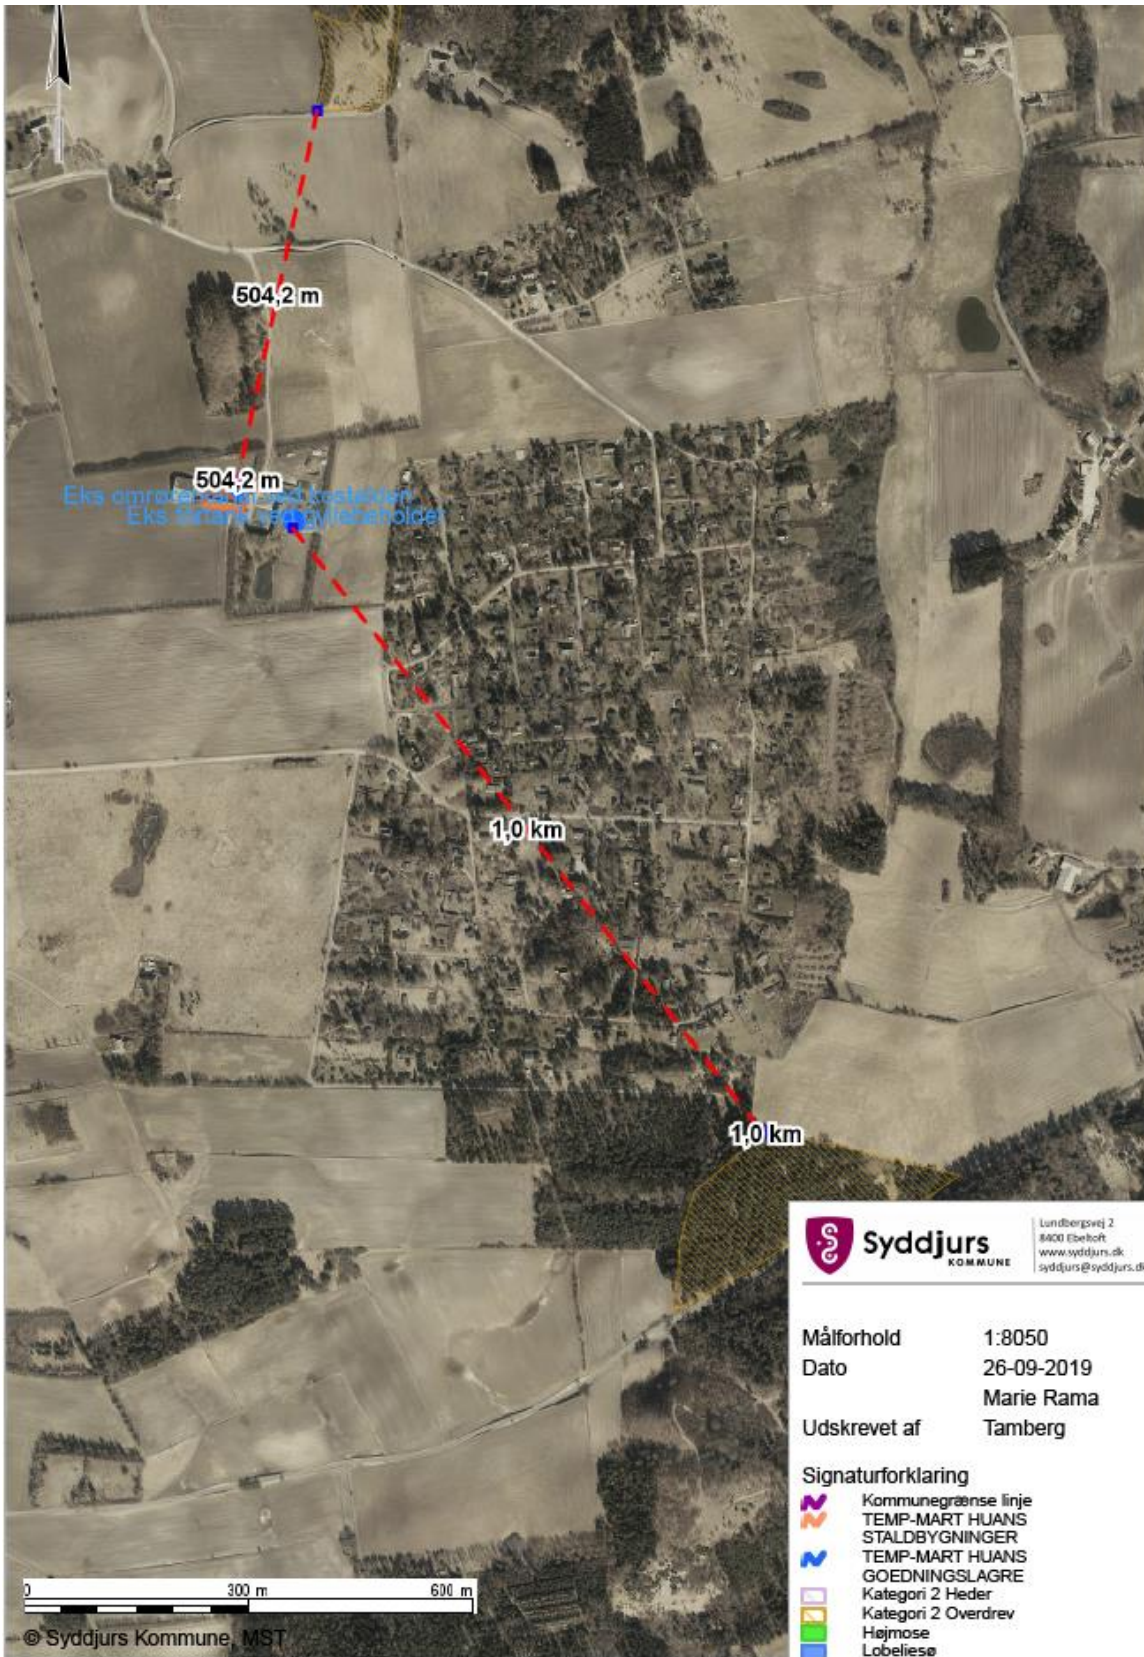 504,2 m
504,2 m
Eks
Eks
1,0 km
1,0 km
Syddjurs
KOMMUNE
Lundbergsvej 2
8400 Ebeltoft
www.syddjurs.dk
syddjurs@syddjurs.d
Målforhold 1:8050
Dato 26-09-2019
Marie Rama
Udskrevet af Tamberg
Signaturforklaring
Kommunegrænse linje
TEMP-MART HUANS
STALDBYGNINGER
TEMP-MART HUANS
GOEDNINGSLAGRE
Kategori 2 Heder
Kategori 2 Overdrev
Højmose
Lobeliesø
0 300 m 600 m
© Syddjurs Kommune, MST